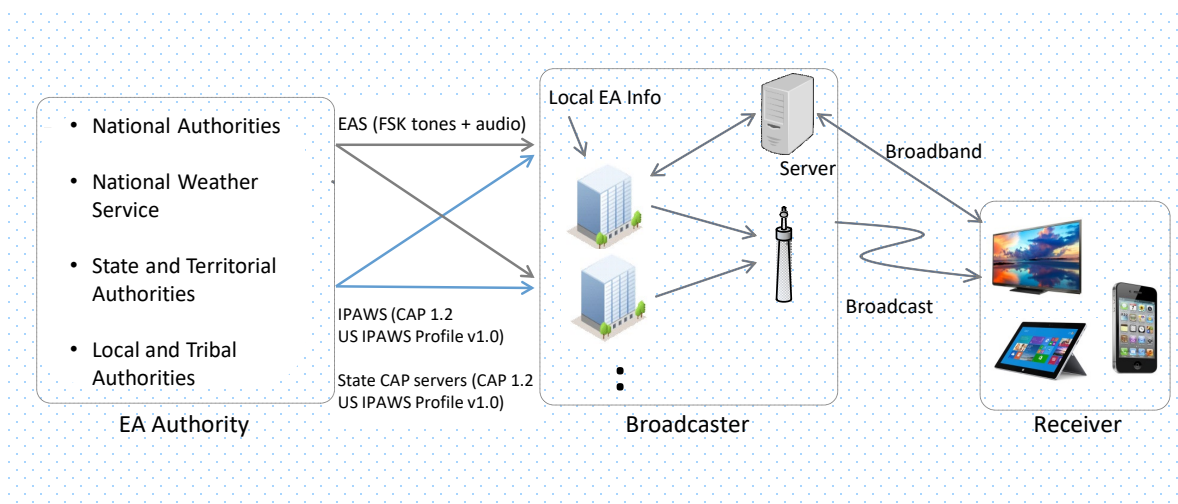 • National Authorities
• National Weather
Service
• State and Territorial
Authorities
• Local and Tribal
Authorities
EA Authority
EAS (FSK tones + audio)
IPAWS (CAP 1.2
US IPAWS Profile v1.0)
State CAP servers (CAP 1.2
US IPAWS Profile v1.0)
Local EA Info
Server
Broadcaster
Broadband
Broadcast
Receiver